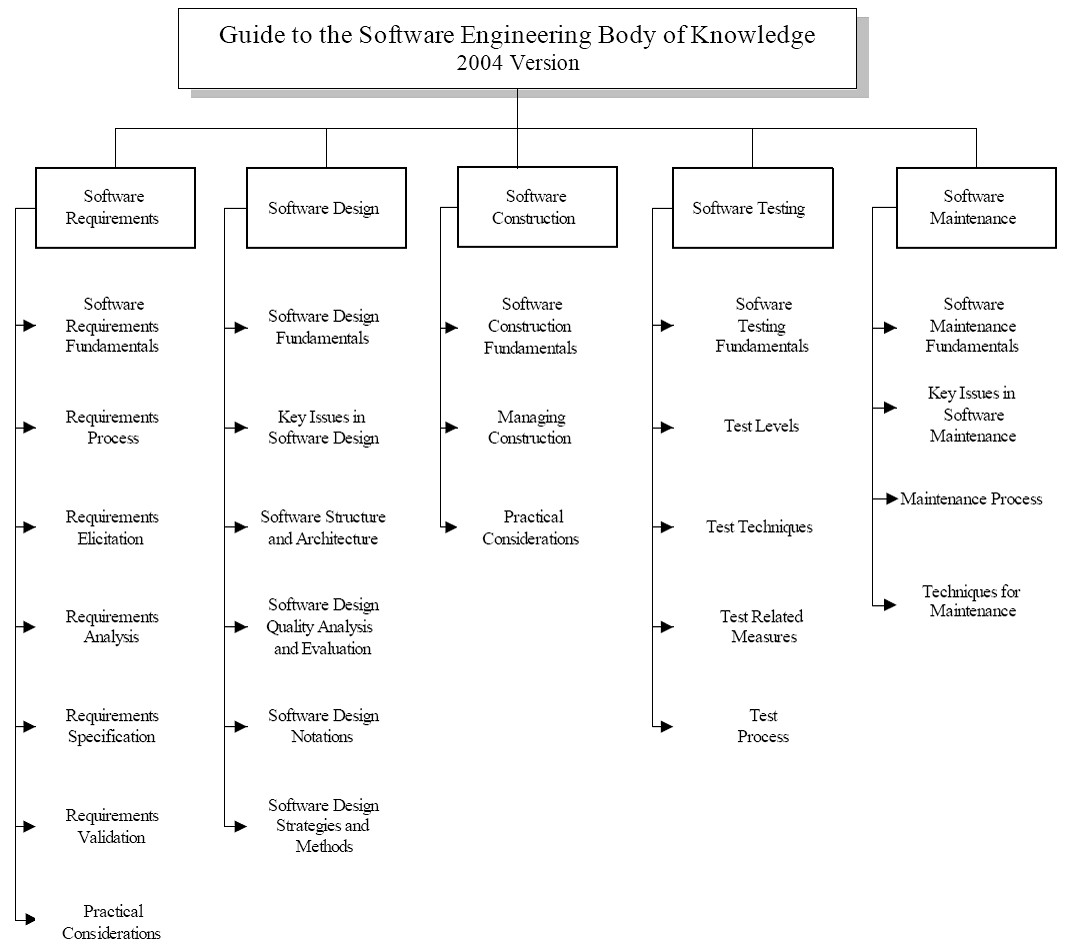 Guide to the Software Engineering Body of Knowledge
2004 Version
Software
Requirements
Software Design
Software
Construction
Software Testing
Software
Maintenance
Software
Requirements
Fundamentals
Requirements
Process
Requirements
Elicitation
Requirements
Analysis
Requirements
Specification
Requirements
Validation
Practical
Considerations
Software Design
Fundamentals
Key Issues in
Software Design
Software Structure
and Architecture
Software Design
Quality Analysis
and Evaluation
Software Design
Notations
Software Design
Strategies and
Methods
Software
Construction
Fundamentals
Managing
Construction
Practical
Considerations
Sofware
Testing
Fundamentals
Test Levels
Test Techniques
Test Related
Measures
Test
Process
Software
Maintenance
Fundamentals
Key Issues in
Software
Maintenance
Maintenance Process
Techniques for
Maintenance